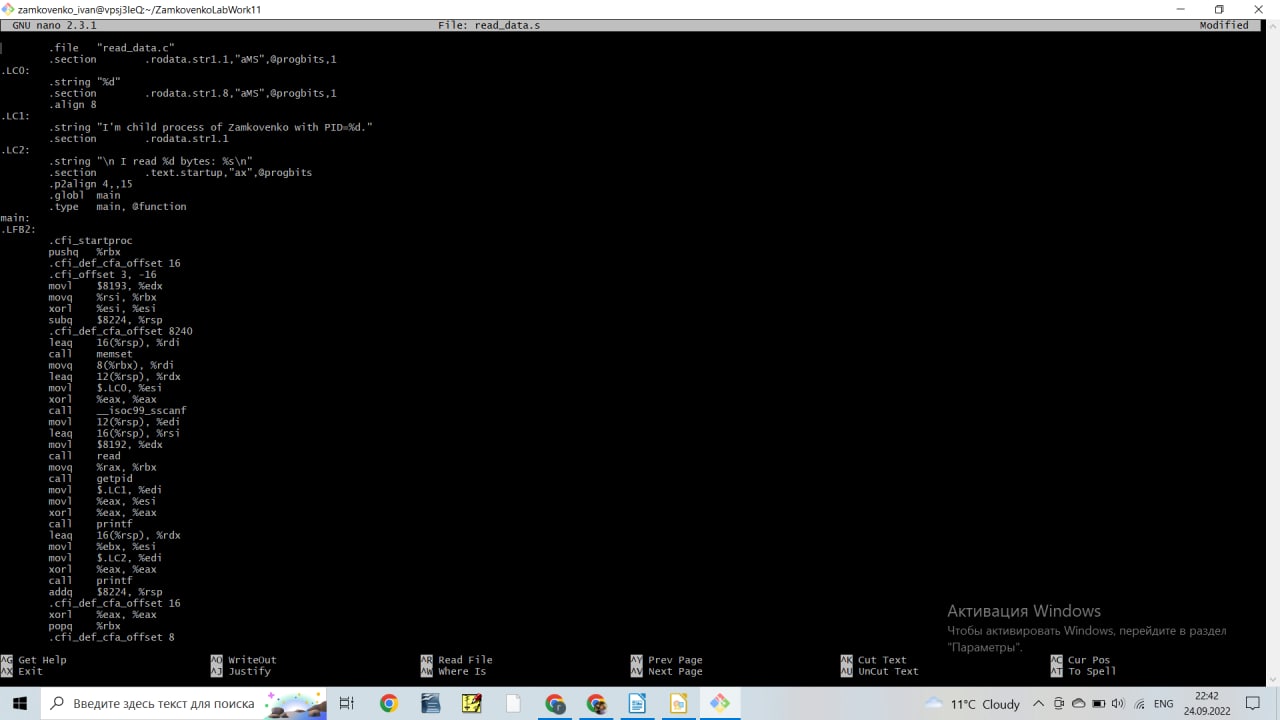 zamkovenko_ivan@vpsj3IeQ:~/ZamkovenkoLabWork11
GNU nano 2.3.1 File: read_data.s Modified
.file "read_data.c"
.section .rodata.str1.1,"aMS",@progbits,1
.LC0:
.string "%d"
.section .rodata.str1.8,"aMS",@progbits,1
.align 8
.LC1:
.string "I'm child process of Zamkovenko with PID=%d."
.section .rodata.str1.1
.LC2:
.string "\n I read %d bytes: %s\n"
.section .text.startup,"ax",@progbits
.p2align 4,,15
.globl main
.type main, @function
main:
.LFB2:
.cfi_startproc
pushq %rbx
.cfi_def_cfa_offset 16
.cfi_offset 3, -16
movl $8193, %edx
movq %rsi, %rbx
xorl %esi, %esi
subq $8224, %rsp
.cfi_def_cfa_offset 8240
leaq 16(%rsp), %rdi
call memset
movq 8(%rbx), %rdi
leaq 12(%rsp), %rdx
movl $.LC0, %esi
xorl %eax, %eax
call __isoc99_sscanf
movl 12(%rsp), %edi
leaq 16(%rsp), %rsi
movl $8192, %edx
call read
movq %rax, %rbx
call getpid
movl $.LC1, %edi
movl %eax, %esi
xorl %eax, %eax
call printf
leaq 16(%rsp), %rdx
movl %ebx, %esi
movl $.LC2, %edi
xorl %eax, %eax
call printf
addq $8224, %rsp
.cfi_def_cfa_offset 16
xorl %eax, %eax
popq %rbx
.cfi_def_cfa_offset 8
Активация Windows
Чтобы активировать Windows, перейдите в раздел
"Параметры".
^G Get Help ^O WriteOut ^R Read File ^Y Prev Page ^K Cut Text ^C Cur Pos
^X Exit ^J Justify ^W Where Is ^V Next Page ^U UnCut Text ^T To Spell
Введите здесь текст для поиска
11°C Cloudy
ENG
22:42
24.09.2022